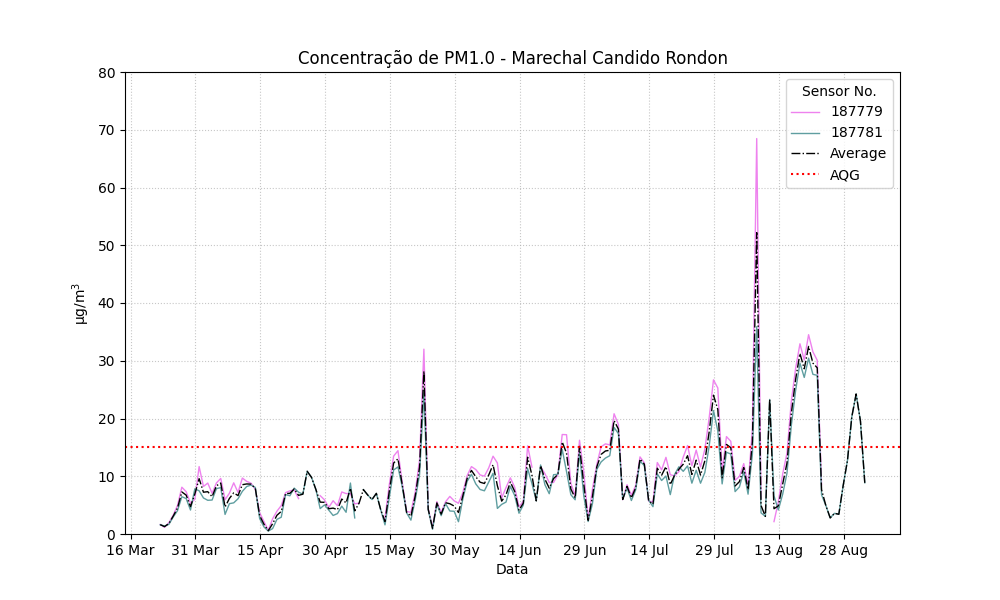 Concentração de PM1.0 - Marechal Candido Rondon
Sensor No.
187779
187781
Average
AQG
80
70
60
50
40
30
20
10
0
µg/m³
16 Mar
31 Mar
15 Apr
30 Apr
15 May
30 May
14 Jun
29 Jun
14 Jul
29 Jul
13 Aug
28 Aug
Data